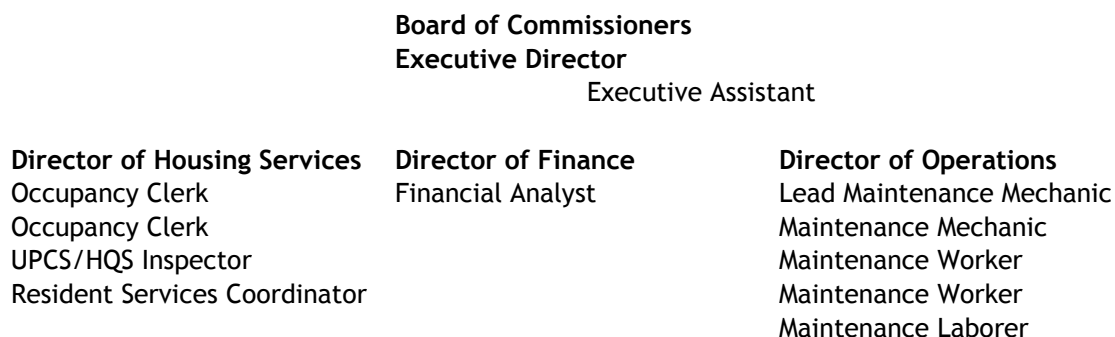 Board of Commissioners
Executive Director
Executive Assistant
Director of Housing Services Director of Finance Director of Operations
Occupancy Clerk Financial Analyst Lead Maintenance Mechanic
Occupancy Clerk Maintenance Mechanic
UPCS/HQS Inspector Maintenance Worker
Resident Services Coordinator Maintenance Worker
Maintenance Laborer